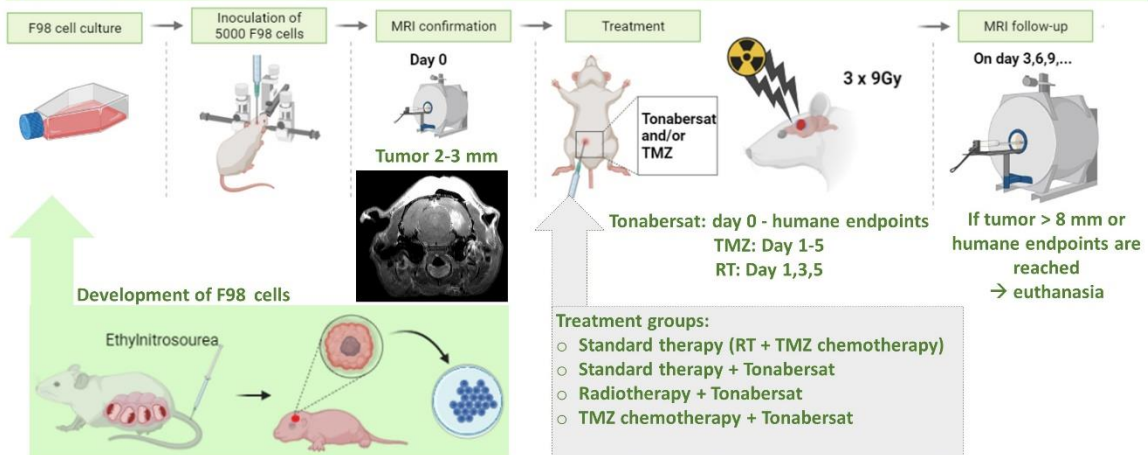 F98 cell culture
Inoculation of
5000 F98 cells
MRI confirmation
Treatment
MRI follow-up
Day 0
Tumor 2-3 mm
Tonabersat
and/or
TMZ
3 x 9Gy
On day 3,6,9,...
Tonabersat: day 0 - humane endpoints
TMZ: Day 1-5
RT: Day 1,3,5
If tumor > 8 mm or
humane endpoints are
reached
→ euthanasia
Development of F98 cells
Ethylnitrosourea
Treatment groups:
○ Standard therapy (RT + TMZ chemotherapy)
○ Standard therapy + Tonabersat
○ Radiotherapy + Tonabersat
○ TMZ chemotherapy + Tonabersat